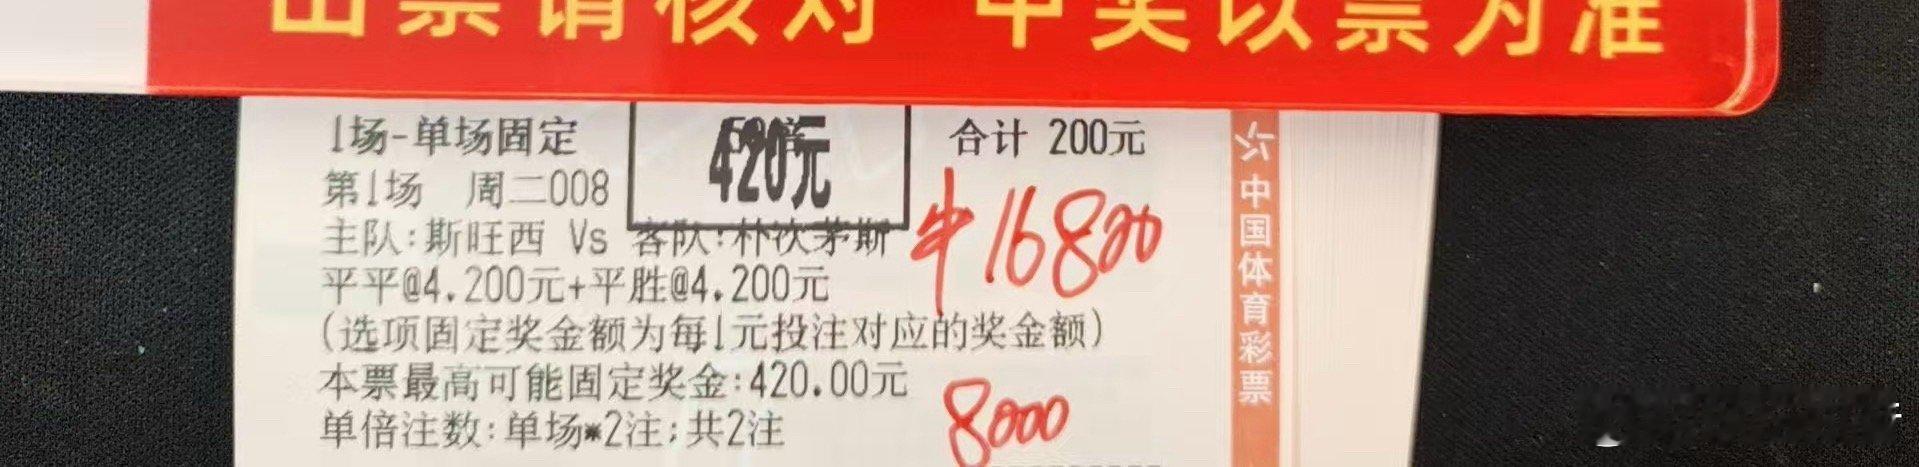 出票请核对 中奖以票为准
1场-单场固定
420元
合计 200元
第1场 周二008
主队:斯旺西 Vs 客队:朴次茅斯
中16800
平平@4.200元+平胜@4.200元
(选项固定奖金额为每1元投注对应的奖金额)
本票最高可能固定奖金:420.00元
单倍注数:单场*2注;共2注
8000
中国体育彩票